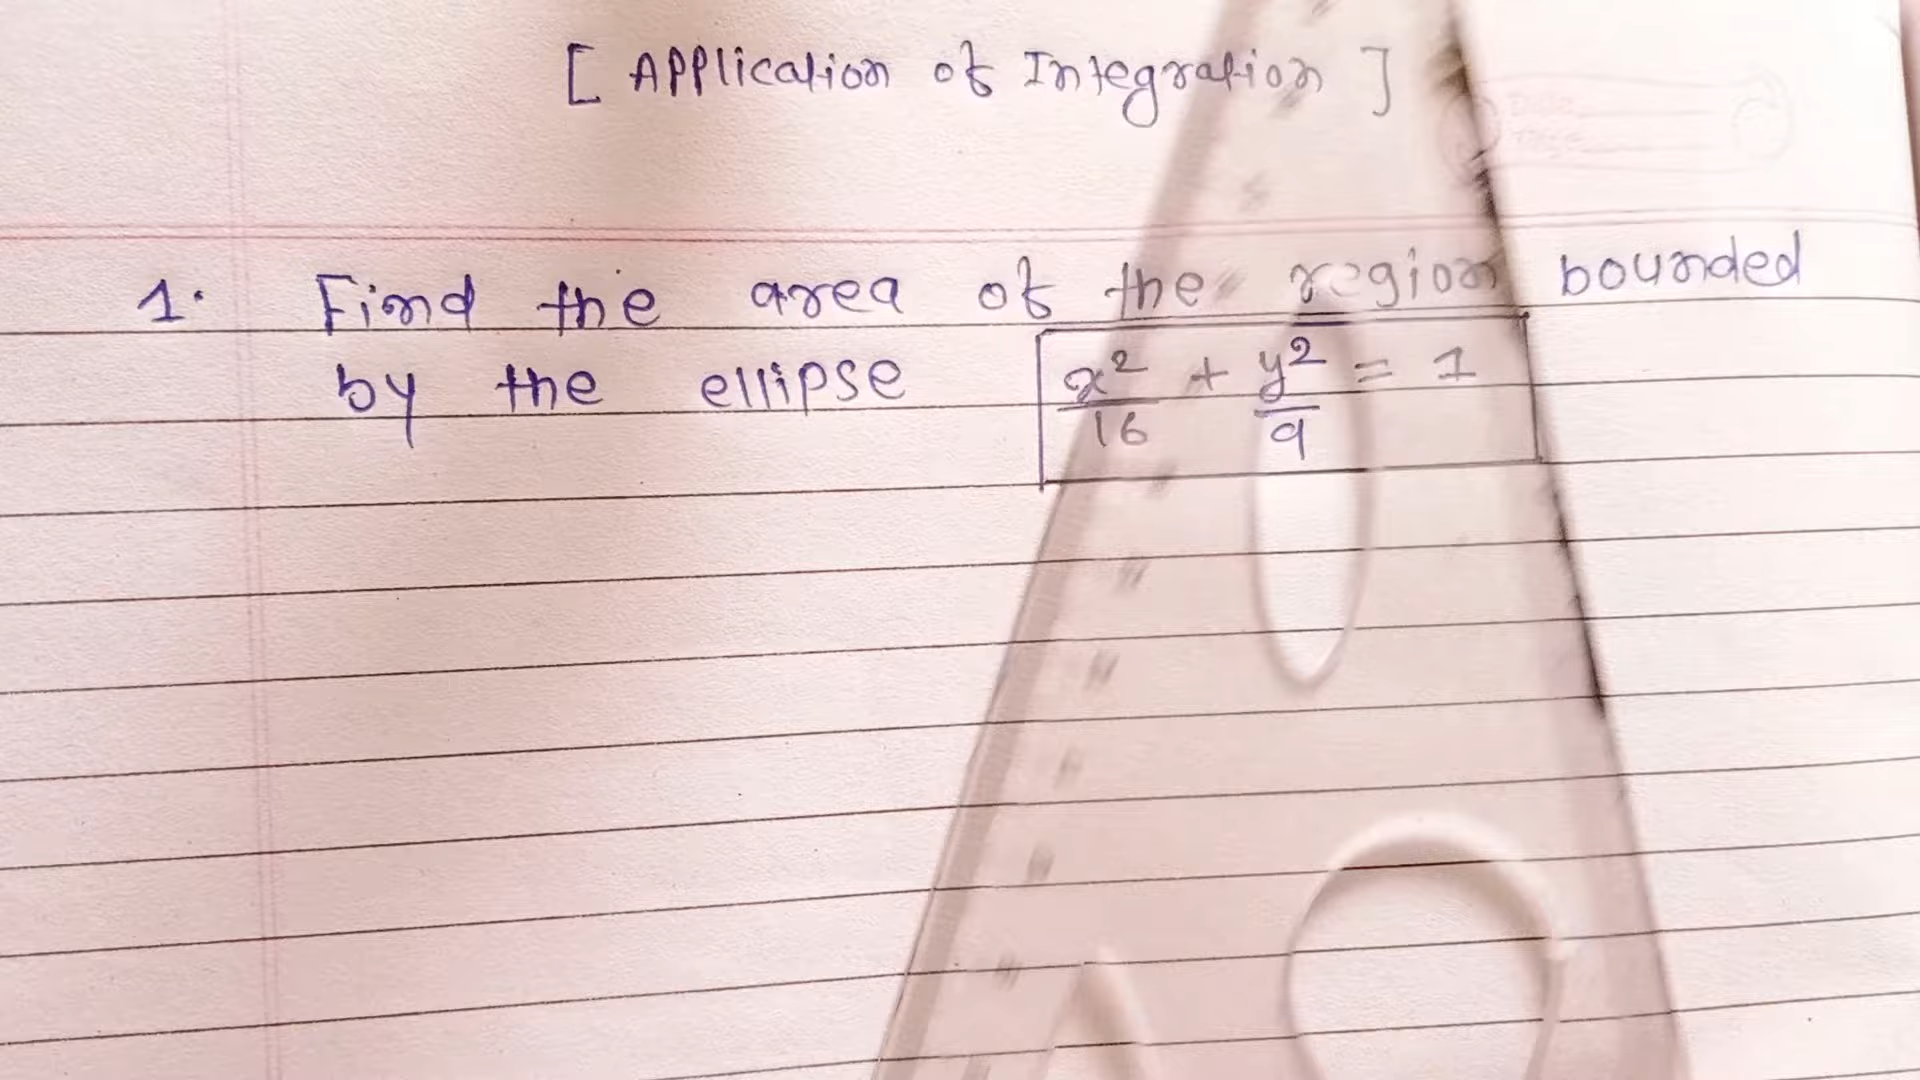 [ Application of Integration ]
1. Find the area of the region bounded
by the ellipse x²/16 + y²/9 = 1